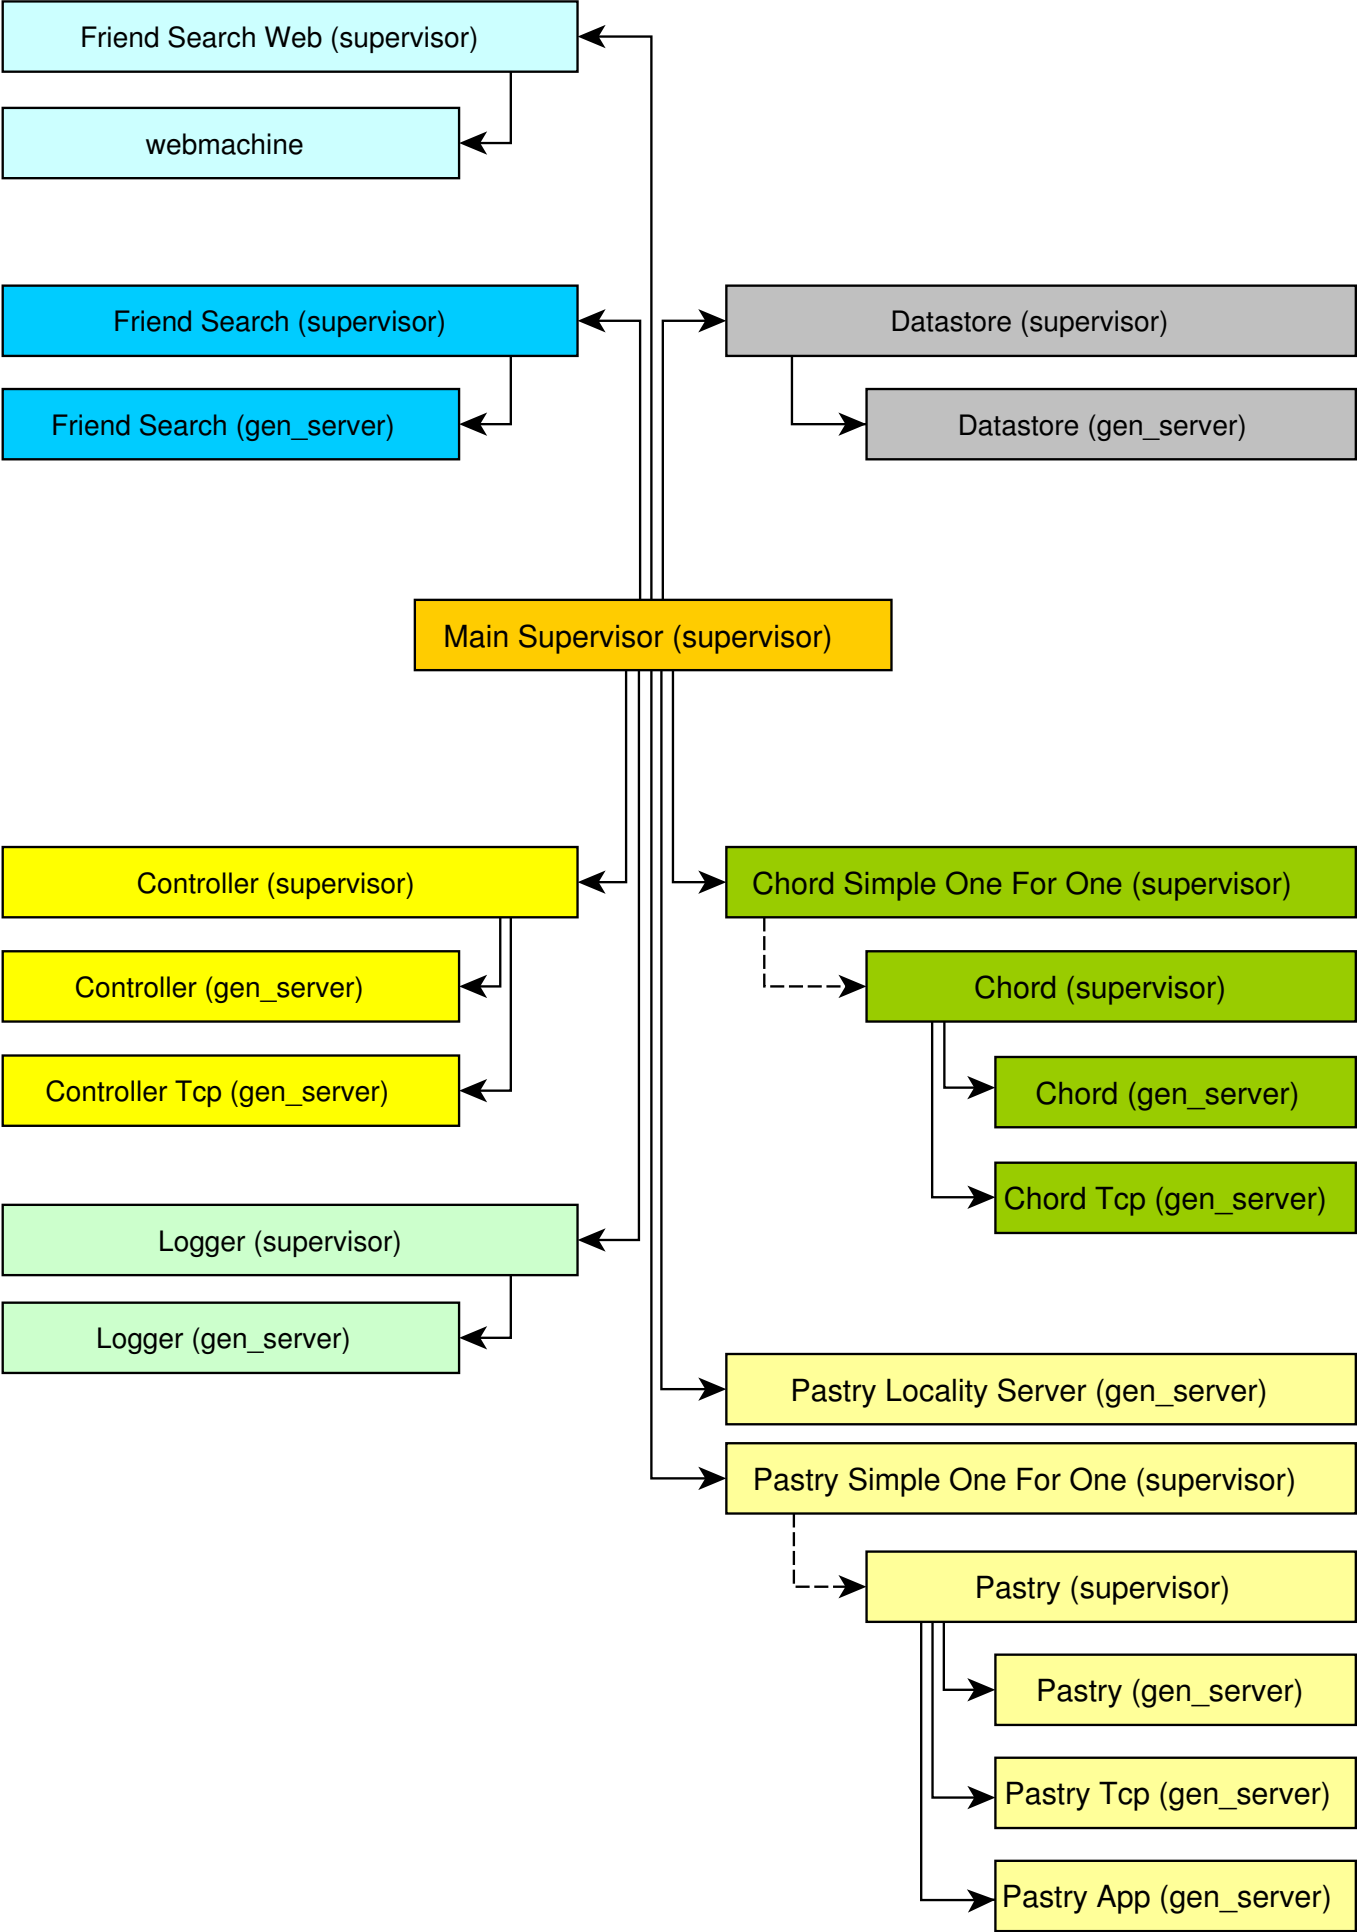 Friend Search Web (supervisor)
webmachine
Friend Search (supervisor)
Datastore (supervisor)
Friend Search (gen_server)
Datastore (gen_server)
Main Supervisor (supervisor)
Controller (supervisor)
Chord Simple One For One (supervisor)
Controller (gen_server)
Chord (supervisor)
Controller Tcp (gen_server)
Chord (gen_server)
Chord Tcp (gen_server)
Logger (supervisor)
Logger (gen_server)
Pastry Locality Server (gen_server)
Pastry Simple One For One (supervisor)
Pastry (supervisor)
Pastry (gen_server)
Pastry Tcp (gen_server)
Pastry App (gen_server)